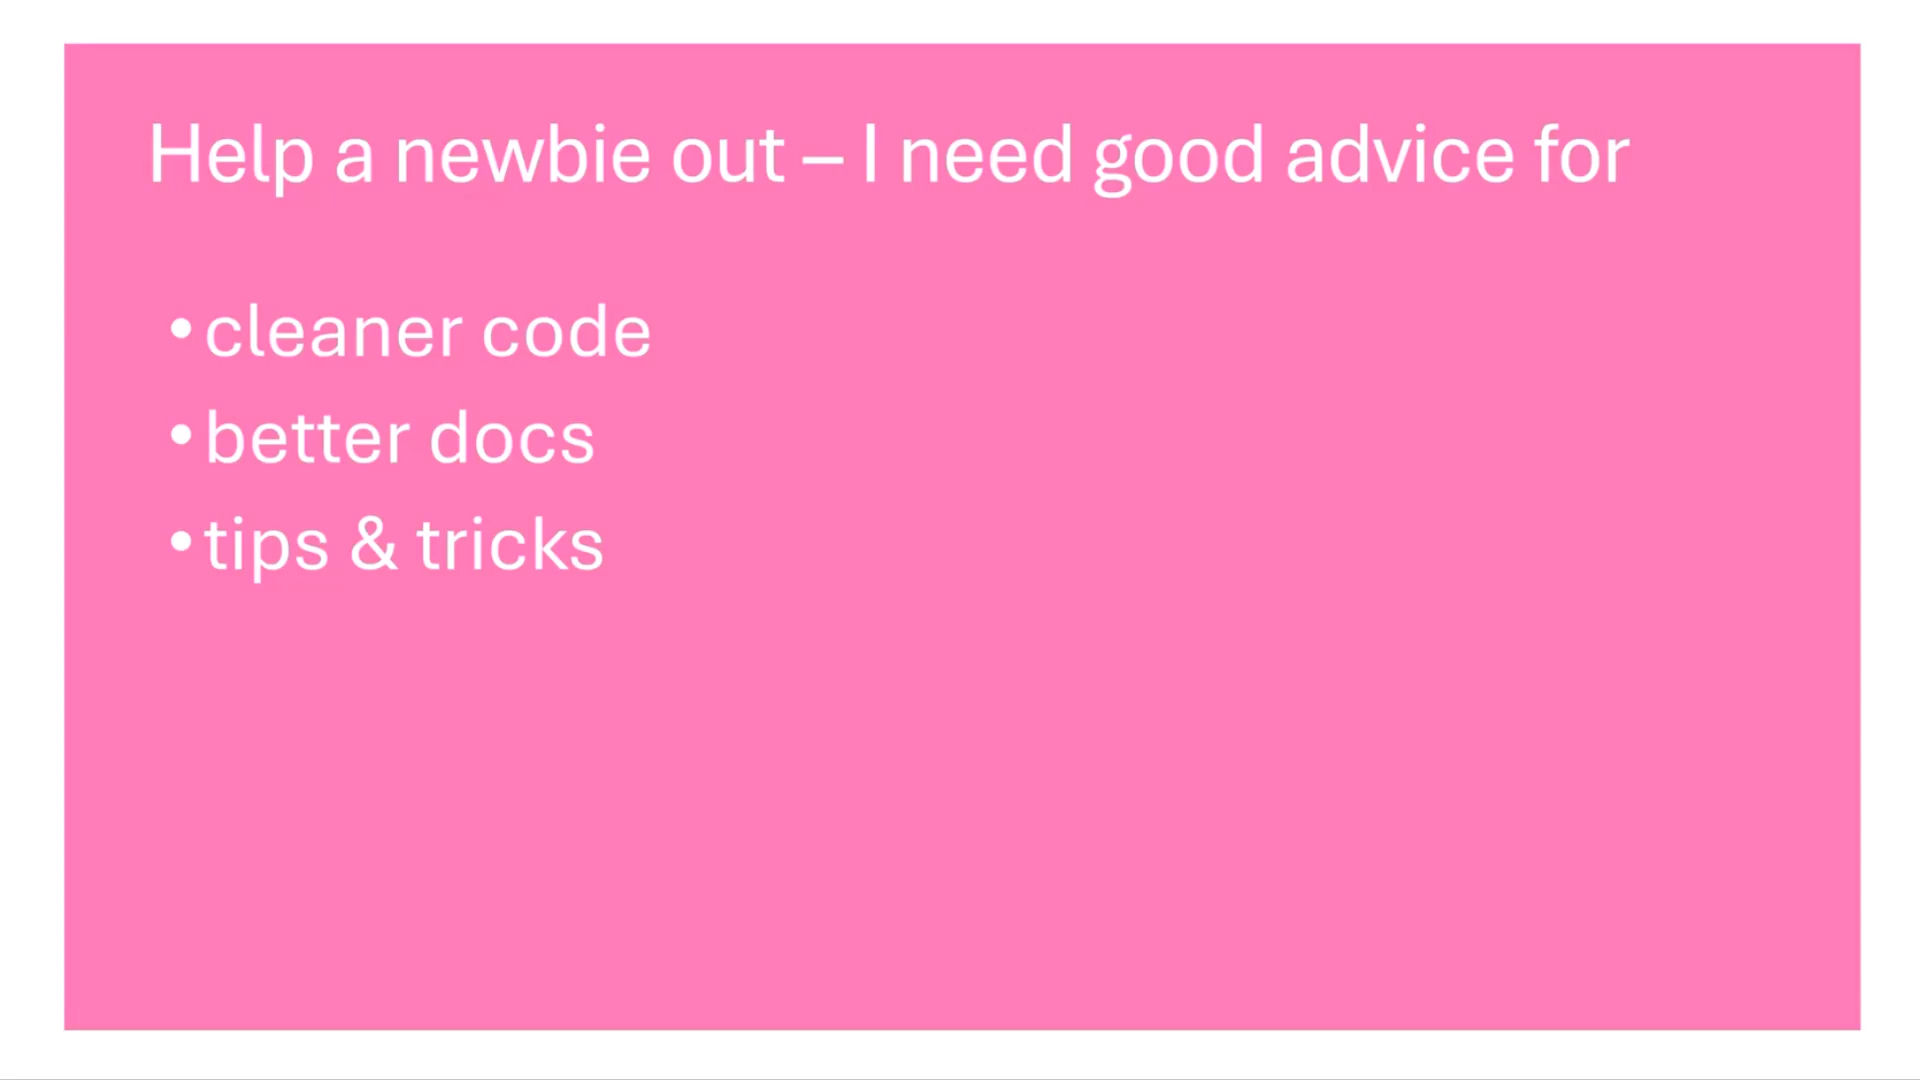 Help a newbie out – I need good advice for
•cleaner code
•better docs
•tips & tricks